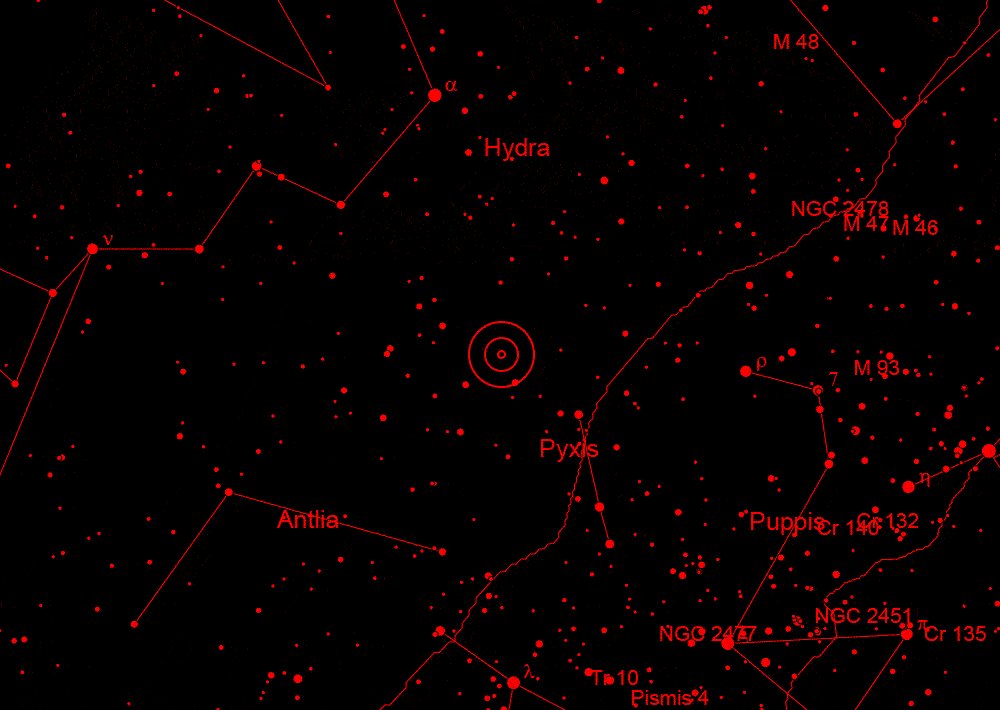 M 48
α
Hydra
NGC 2478
M 47
M 46
ν
ρ
M 93
7
Pyxis
η
Antlia
Puppis
Cr 140
Cr 132
NGC 2451
NGC 2477
ζ
π
Cr 135
λ
Tr 10
Pismis 4